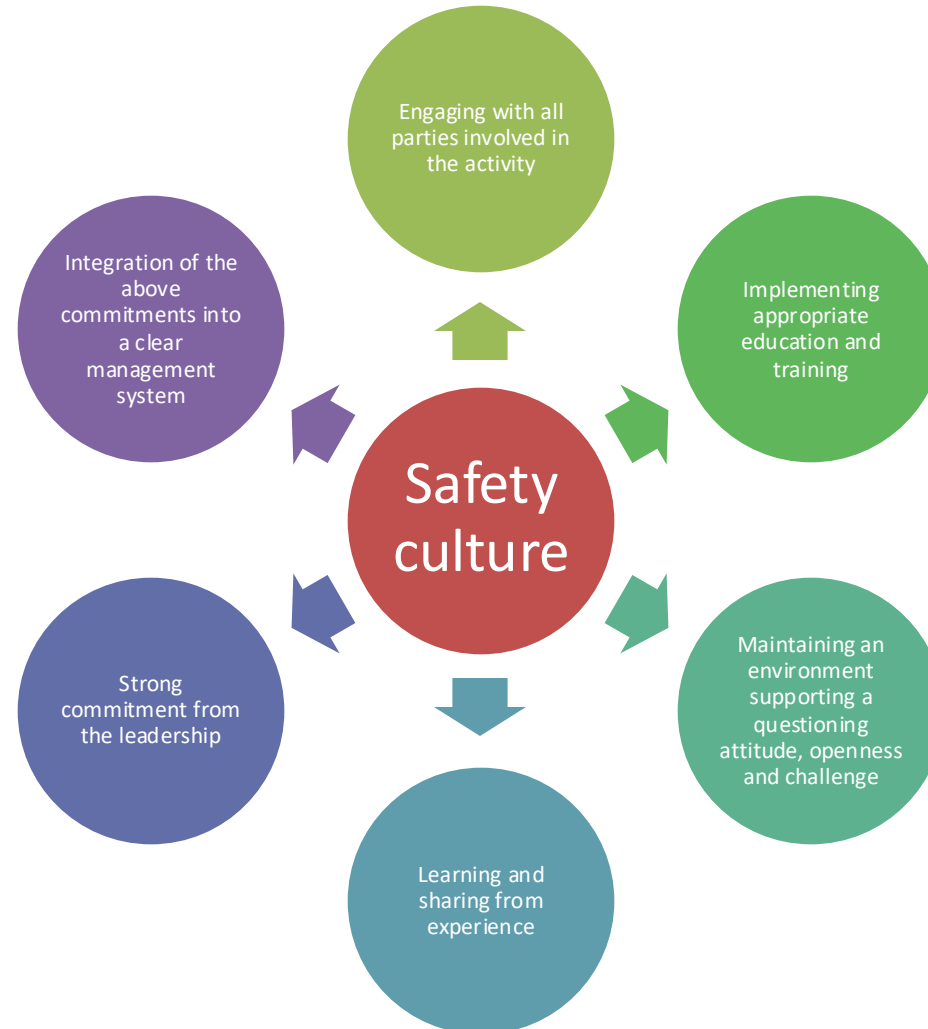 Engaging with all
parties involved in
the activity
Implementing
appropriate
education and
training
Maintaining an
environment
supporting a
questioning
attitude, openness
and challenge
Learning and
sharing from
experience
Strong
commitment from
the leadership
Integration of the
above
commitments into
a clear
management
system
Safety
culture